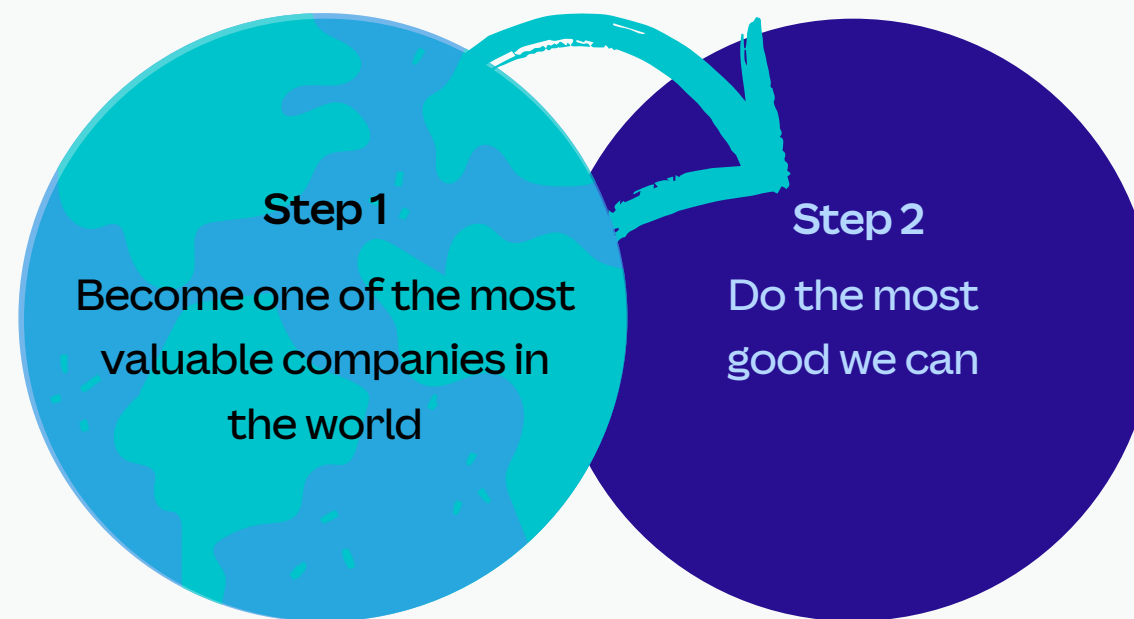 Step 1
Become one of the most
valuable companies in
the world
Step 2
Do the most
good we can